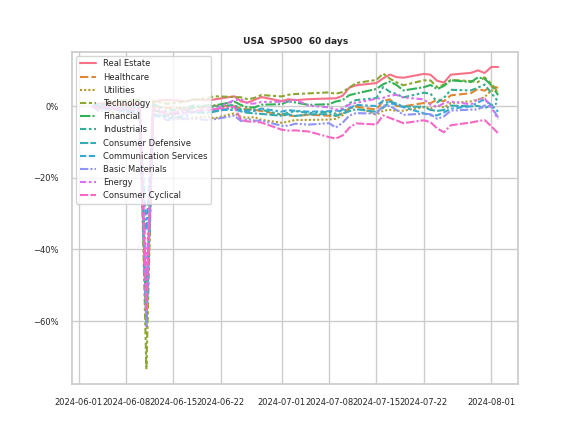 USA SP500 60 days
Real Estate
Healthcare
Utilities
Technology
Financial
Industrials
Consumer Defensive
Communication Services
Basic Materials
Energy
Consumer Cyclical
0%
−20%
−40%
−60%
2024-06-01 2024-06-08 2024-06-15 2024-06-22 2024-07-01 2024-07-08 2024-07-15 2024-07-22 2024-08-01